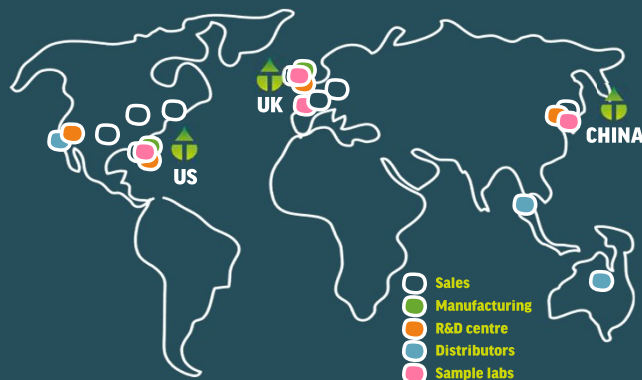 UK
US
CHINA
Sales
Manufacturing
R&D centre
Distributors
Sample labs